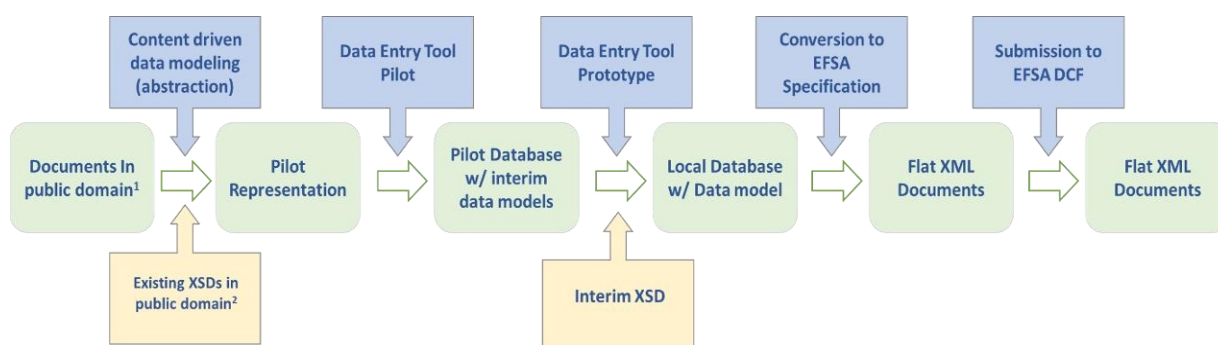 Content driven
data modeling
(abstraction)
Data Entry Tool
Pilot
Data Entry Tool
Prototype
Conversion to
EFSA
Specification
Submission to
EFSA DCF
Documents In
public domain¹
Pilot
Representation
Pilot Database
w/ interim
data models
Local Database
w/ Data model
Flat XML
Documents
Flat XML
Documents
Existing XSDs in
public domain²
Interim XSD